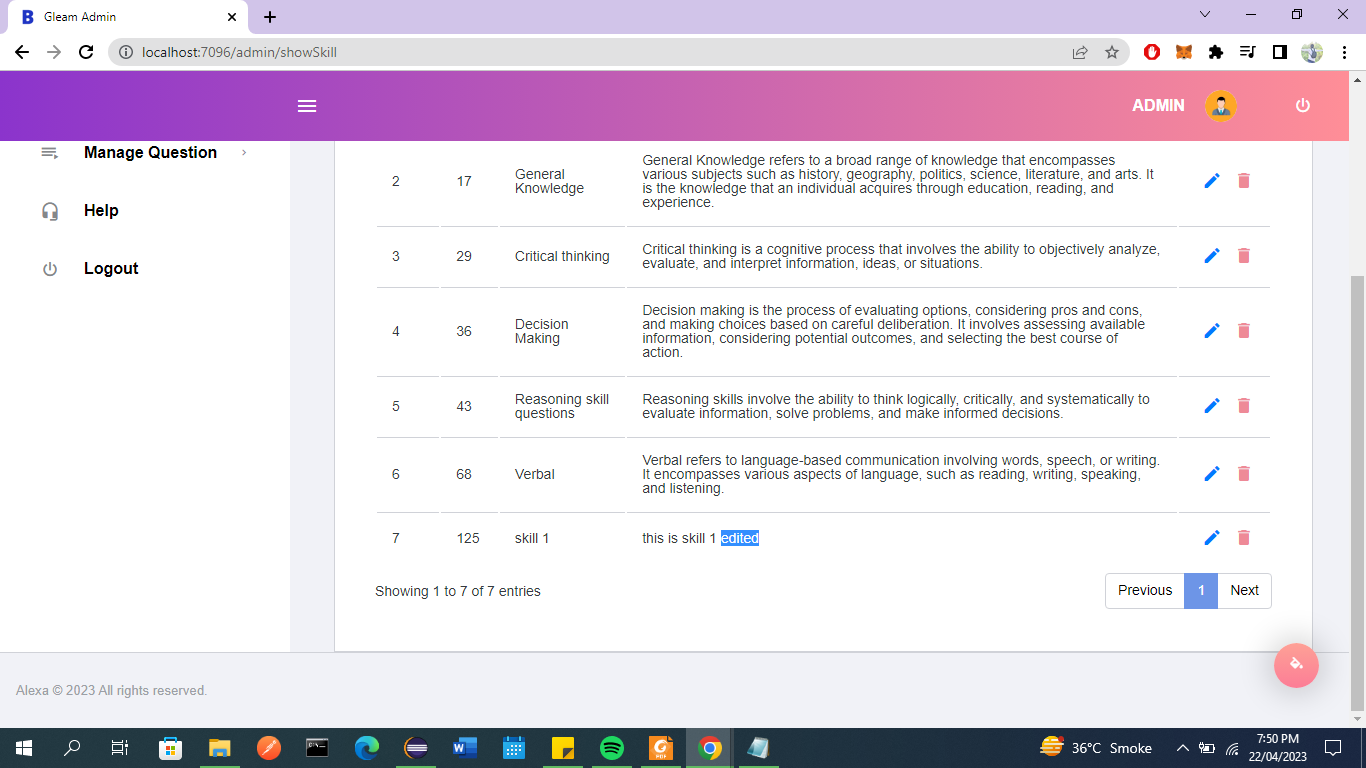 Gleam Admin
localhost:7096/admin/showSkill
ADMIN
Manage Question
Help
Logout
2 17 General Knowledge General Knowledge refers to a broad range of knowledge that encompasses
various subjects such as history, geography, politics, science, literature, and arts. It
is the knowledge that an individual acquires through education, reading, and
experience.
3 29 Critical thinking Critical thinking is a cognitive process that involves the ability to objectively analyze,
evaluate, and interpret information, ideas, or situations.
4 36 Decision Making Decision making is the process of evaluating options, considering pros and cons,
and making choices based on careful deliberation. It involves assessing available
information, considering potential outcomes, and selecting the best course of
action.
5 43 Reasoning skill questions Reasoning skills involve the ability to think logically, critically, and systematically to
evaluate information, solve problems, and make informed decisions.
6 68 Verbal Verbal refers to language-based communication involving words, speech, or writing.
It encompasses various aspects of language, such as reading, writing, speaking,
and listening.
7 125 skill 1 this is skill 1 edited
Showing 1 to 7 of 7 entries
Previous 1 Next
Alexa © 2023 All rights reserved.
36°C Smoke
7:50 PM
22/04/2023